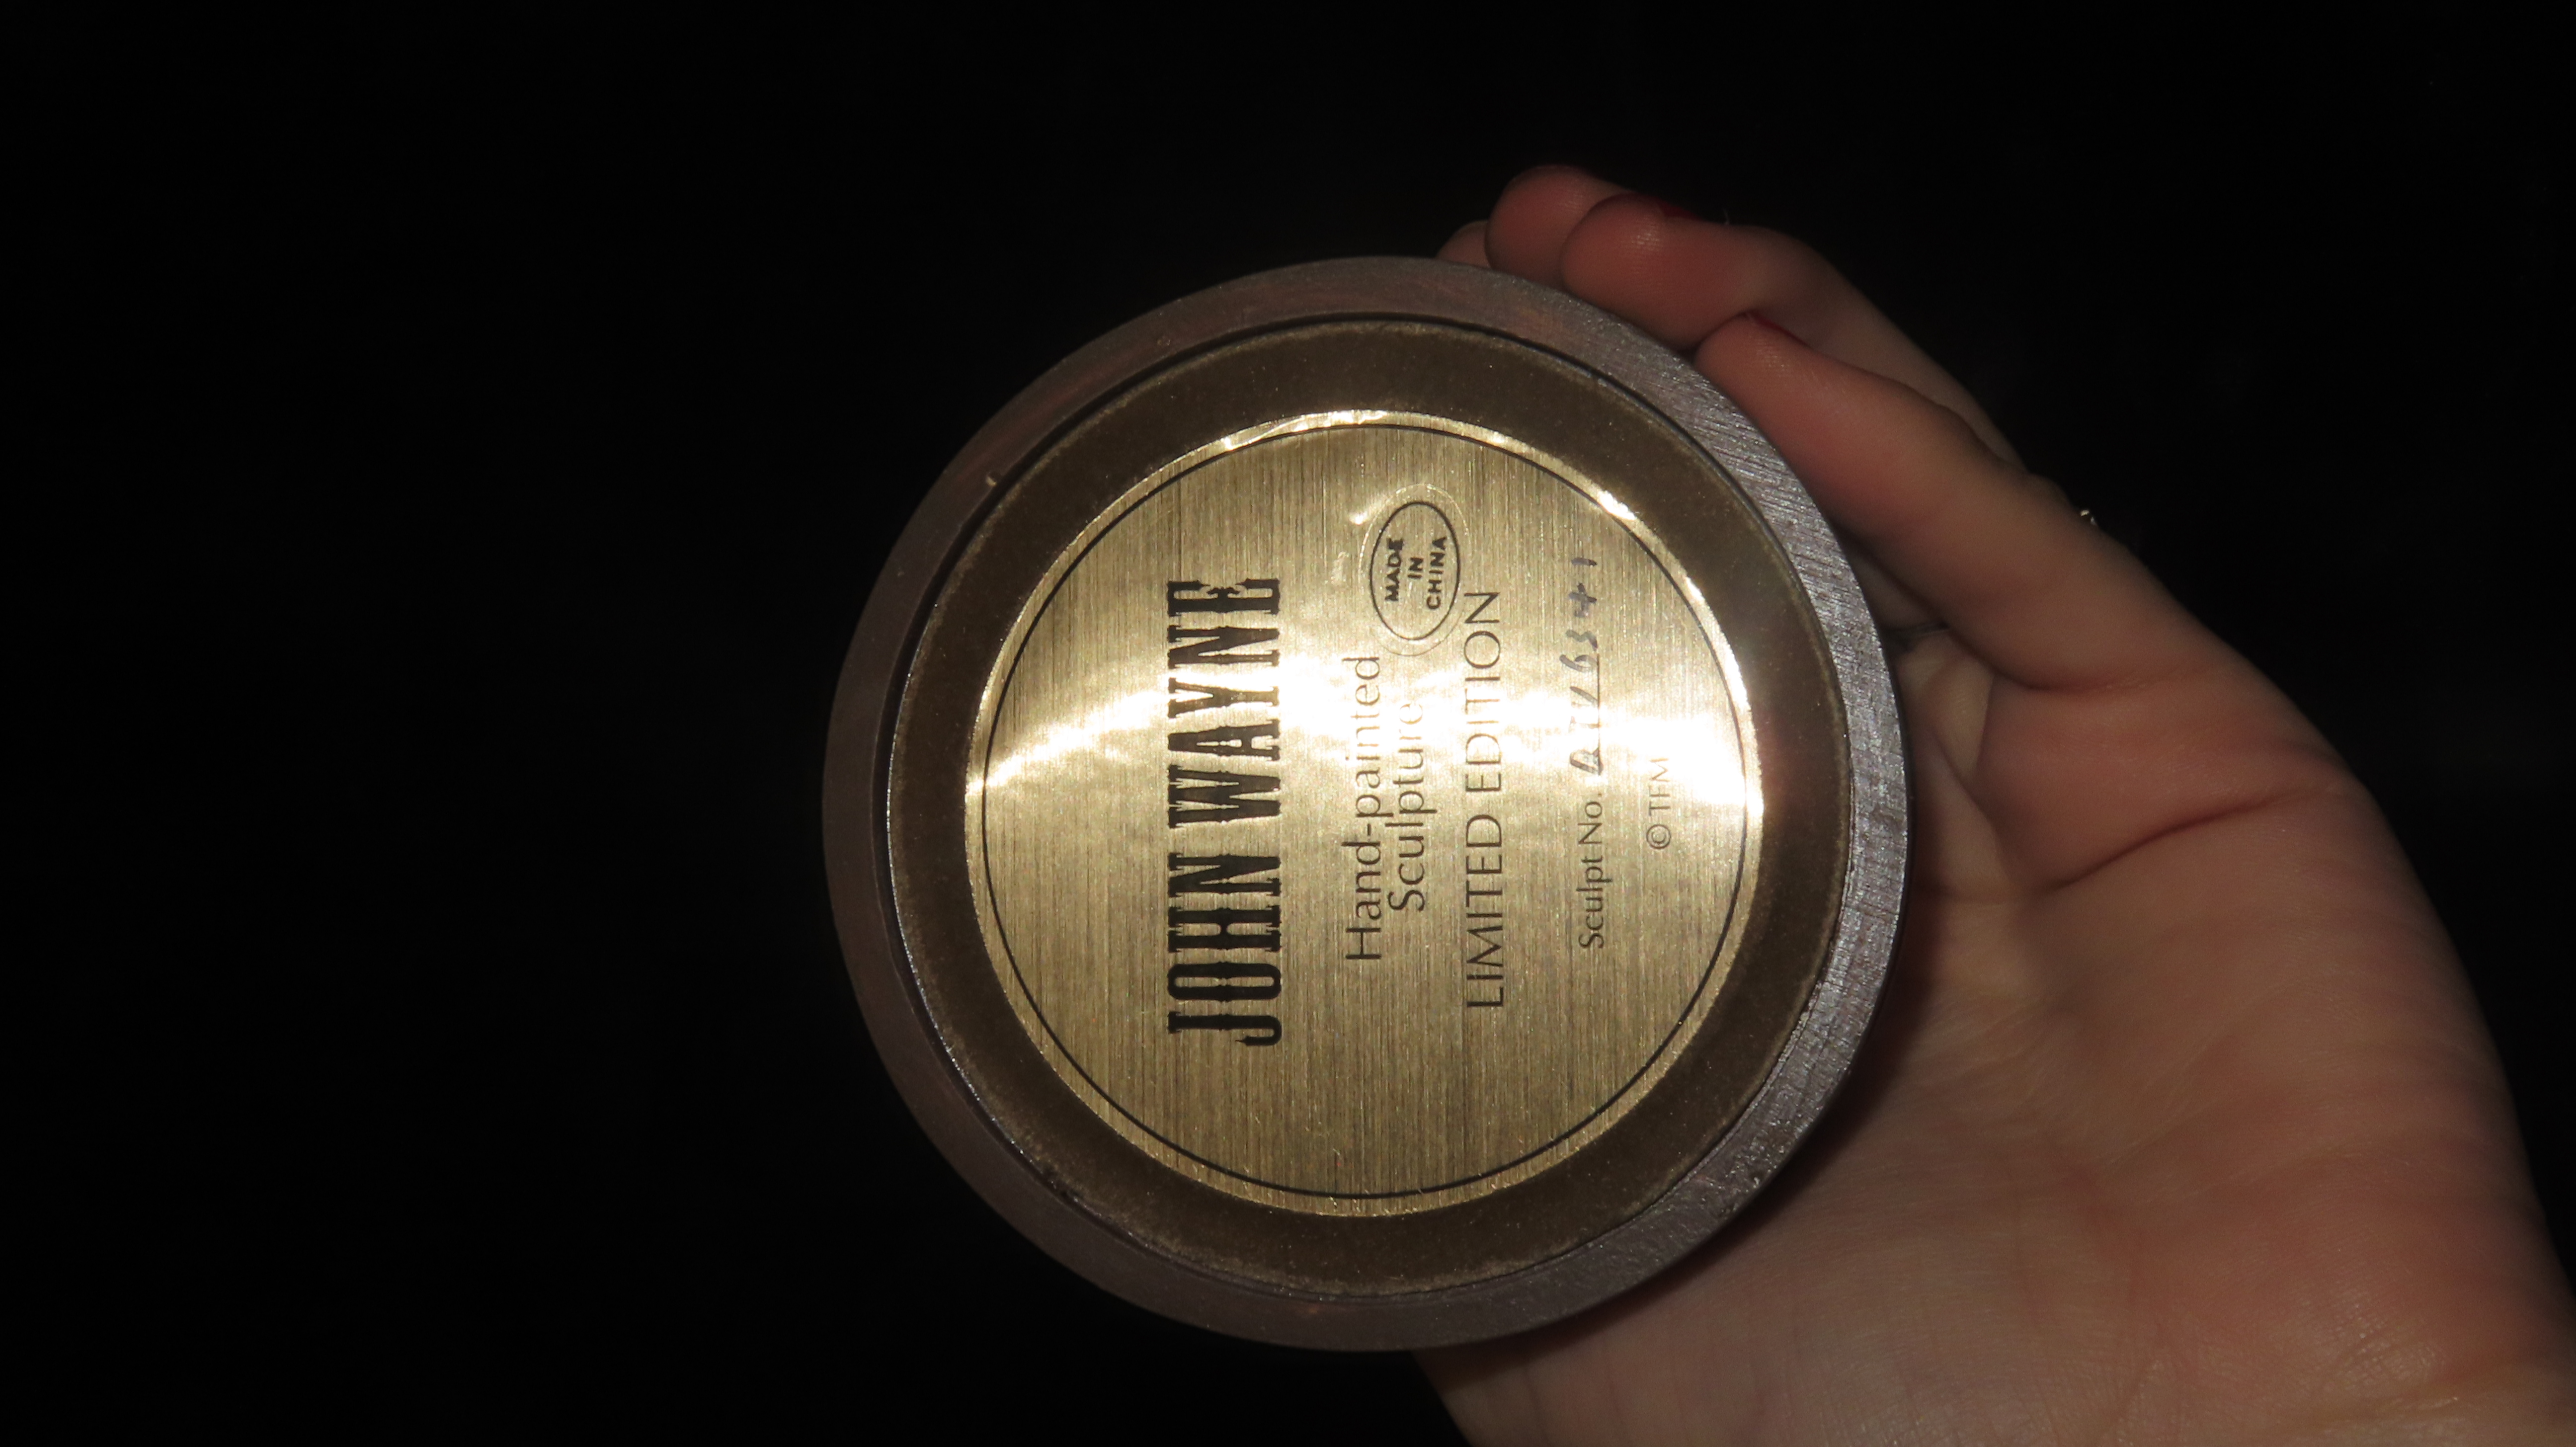 JOHN WAYNE
MADE
IN
CHINA
Hand-painted
Sculpture
LIMITED EDITION
Sculpt No.
© TFM